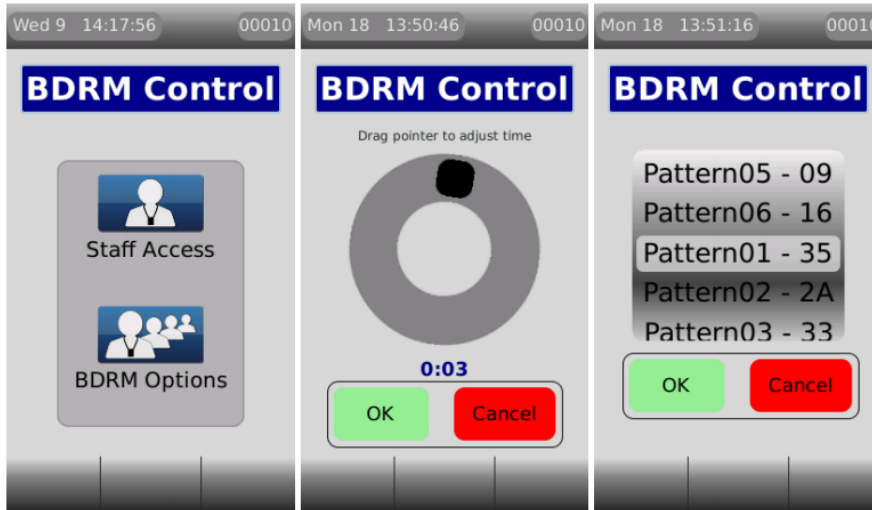 Wed 9 14:17:56 00010
BDRM Control
Staff Access
BDRM Options
Mon 18 13:50:46 00010
BDRM Control
Drag pointer to adjust time
0:03
OK Cancel
Mon 18 13:51:16 0001
BDRM Control
Pattern05 - 09
Pattern06 - 16
Pattern01 - 35
Pattern02 - 2A
Pattern03 - 33
OK Cancel